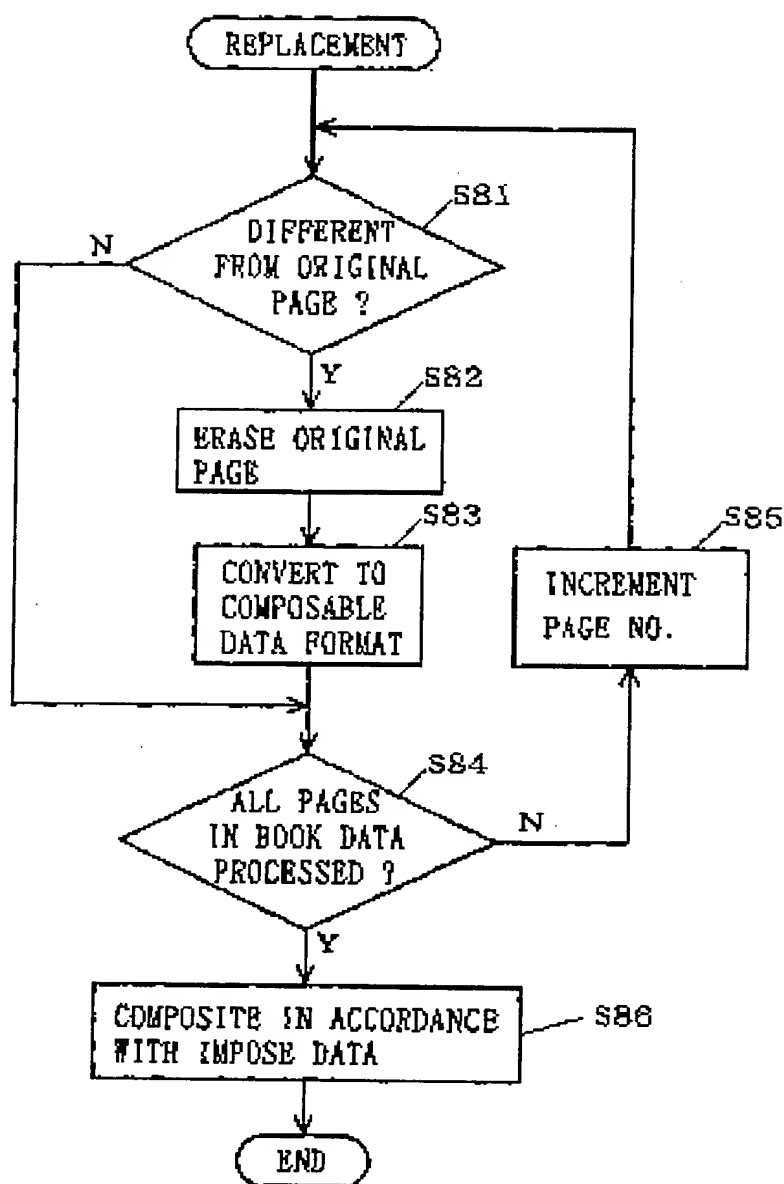 REPLACEMENT
S81
DIFFERENT
FROM ORIGINAL
PAGE ?
N
Y
S82
ERASE ORIGINAL
PAGE
S83
CONVERT TO
COMPOSABLE
DATA FORMAT
S85
INCREMENT
PAGE NO.
S84
ALL PAGES
IN BOOK DATA
PROCESSED ?
N
Y
S86
COMPOSITE IN ACCORDANCE
WITH IMPOSE DATA
END